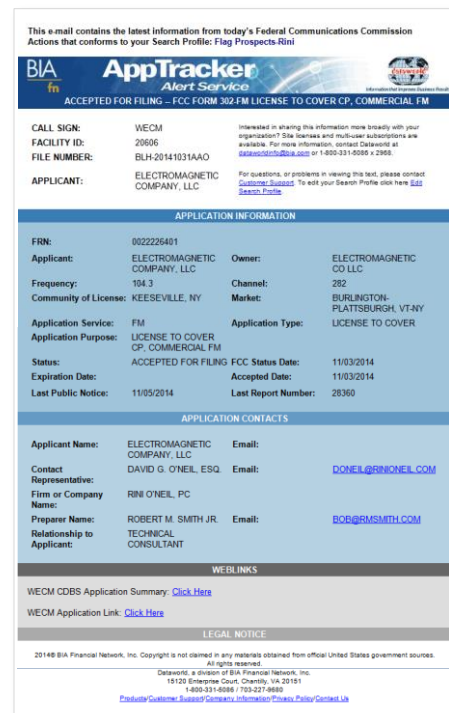 This e-mail contains the latest information from today's Federal Communications Commission
Actions that conforms to your Search Profile: Flag Prospects-Rini
BIA
fn
AppTracker
Alert Service
dataworld
ACCEPTED FOR FILING – FCC FORM 302-FM LICENSE TO COVER CP, COMMERCIAL FM
CALL SIGN: WECM
FACILITY ID: 20606
FILE NUMBER: BLH-20141031AAO
APPLICANT: ELECTROMAGNETIC
COMPANY, LLC
Interested in sharing this information more broadly with your
organization? Site licenses and multi-user subscriptions are
available. For more information, contact Dataworld at
dataworldinfo@bia.com or 1-800-331-5086 x 2968.
For questions, or problems in viewing this text, please contact
Customer Support. To edit your Search Profile click here Edit
Search Profile.
APPLICATION INFORMATION
FRN: 0022226401
Applicant: ELECTROMAGNETIC Owner: ELECTROMAGNETIC
COMPANY, LLC CO LLC
Frequency: 104.3 Channel: 282
Community of License: KEESEVILLE, NY Market: BURLINGTON-
PLATTSBURGH, VT-NY
Application Service: FM Application Type: LICENSE TO COVER
Application Purpose: LICENSE TO COVER
CP, COMMERCIAL FM
Status: ACCEPTED FOR FILING FCC Status Date: 11/03/2014
Expiration Date: Accepted Date: 11/03/2014
Last Public Notice: 11/05/2014 Last Report Number: 28360
APPLICATION CONTACTS
Applicant Name: ELECTROMAGNETIC Email:
COMPANY, LLC
Contact DAVID G. O'NEIL, ESQ. Email: DONEIL@RINIONEIL.COM
Representative:
Firm or Company RINI O'NEIL, PC
Name:
Preparer Name: ROBERT M. SMITH JR. Email: BOB@RMSMITH.COM
Relationship to TECHNICAL
Applicant: CONSULTANT
WEBLINKS
WECM CDBS Application Summary: Click Here
WECM Application Link: Click Here
LEGAL NOTICE
2014® BIA Financial Network, Inc. Copyright is not claimed in any materials obtained from official United States government sources.
All rights reserved.
Dataworld, a division of BIA Financial Network, Inc.
15120 Enterprise Court, Chantilly, VA 20151
1-800-331-5086 / 703-227-9680
Products/Customer Support/Company Information/Privacy Policy/Contact Us